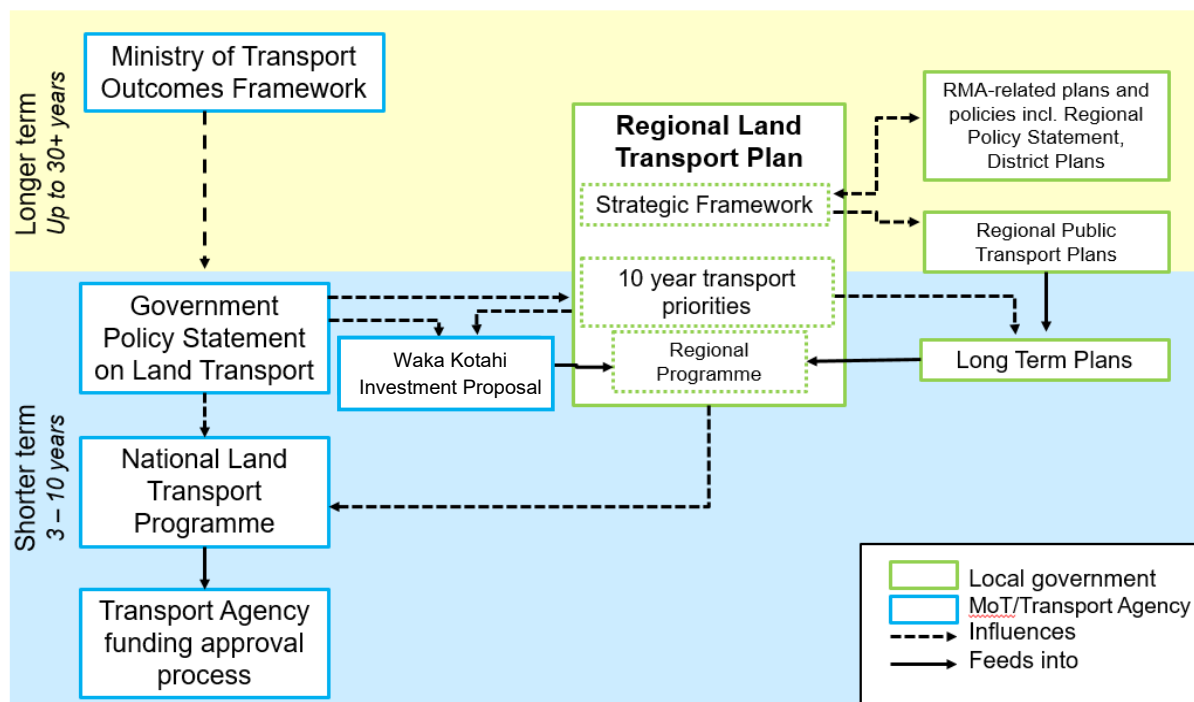 Longer term
Up to 30+ years
Ministry of Transport
Outcomes Framework
Regional Land
Transport Plan
Strategic Framework
RMA-related plans and
policies incl. Regional
Policy Statement,
District Plans
Regional Public
Transport Plans
Shorter term
3 – 10 years
Government
Policy Statement
on Land Transport
10 year transport
priorities
Waka Kotahi
Investment Proposal
Regional
Programme
Long Term Plans
National Land
Transport
Programme
Transport Agency
funding approval
process
Local government
MoT/Transport Agency
Influences
Feeds into